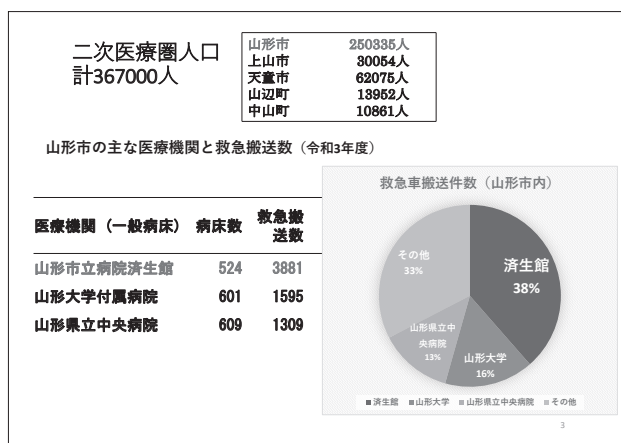 二次医療圏人口
計367000人
山形市 250335人
上山市 30054人
天童市 62075人
山辺町 13952人
中山町 10861人
山形市の主な医療機関と救急搬送数（令和3年度）
医療機関（一般病床） 病床数 救急搬
送数
山形市立病院済生館 524 3881
山形大学付属病院 601 1595
山形県立中央病院 609 1309
救急車搬送件数（山形市内）
その他
33%
済生館
38%
山形県立中
央病院
13%
山形大学
16%
■済生館 ■山形大学 ■山形県立中央病院 ■その他
3